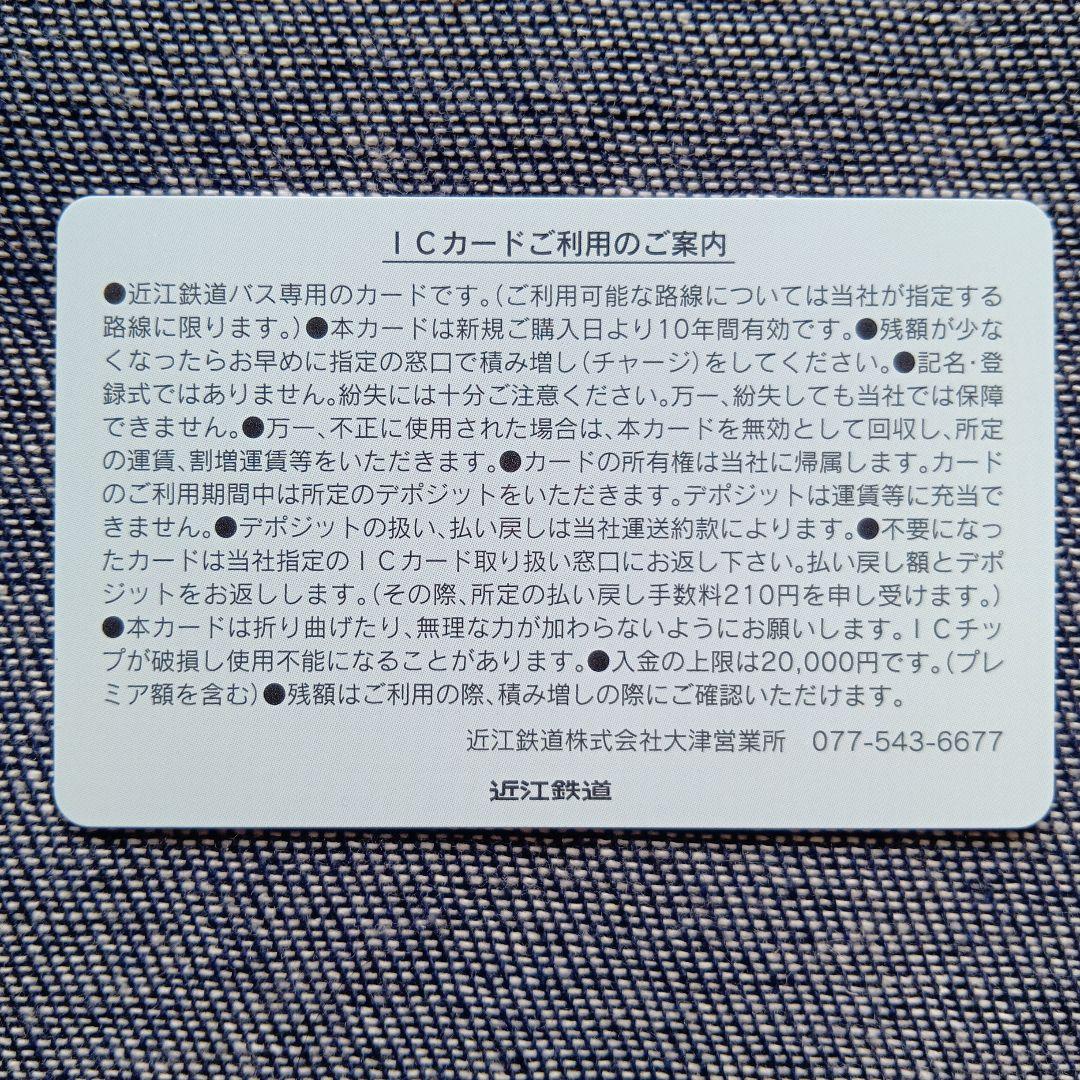 ICカードご利用のご案内
●近江鉄道バス専用のカードです。(ご利用可能な路線については当社が指定する
路線に限ります。)●本カードは新規ご購入日より10年間有効です。●残額が少な
くなったらお早めに指定の窓口で積み増し(チャージ)をしてください。●記名・登
録式ではありません。紛失には十分ご注意ください。万一、紛失しても当社では保障
できません。●万一、不正に使用された場合は、本カードを無効として回収し、所定
の運賃、割増運賃等をいただきます。●カードの所有権は当社に帰属します。カード
のご利用期間中は所定のデポジットをいただきます。デポジットは運賃等に充当で
きません。●デポジットの扱い、払い戻しは当社運送約款によります。●不要になっ
たカードは当社指定のICカード取り扱い窓口にお返し下さい。払い戻し額とデポ
ジットをお返しします。(その際、所定の払い戻し手数料210円を申し受けます。)
●本カードは折り曲げたり、無理な力が加わらないようにお願いします。ICチッ
プが破損し使用不能になることがあります。●入金の上限は20,000円です。(プレ
ミア額を含む)●残額はご利用の際、積み増しの際にご確認いただけます。
近江鉄道株式会社大津営業所 077-543-6677
近江鉄道